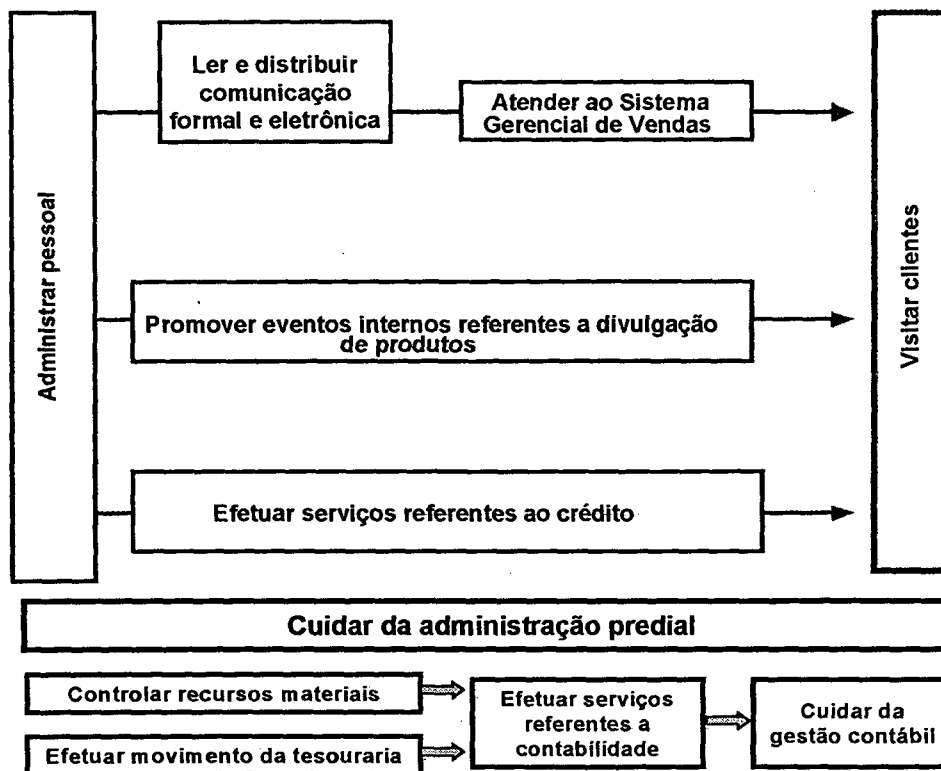 Administrar pessoal
Ler e distribuir
comunicação
formal e eletrônica
Atender ao Sistema
Gerencial de Vendas
Promover eventos internos referentes a divulgação
de produtos
Efetuar serviços referentes ao crédito
Visitar clientes
Cuidar da administração predial
Controlar recursos materiais
Efetuar movimento da tesouraria
Efetuar serviços
referentes a
contabilidade
Cuidar da
gestão contábil